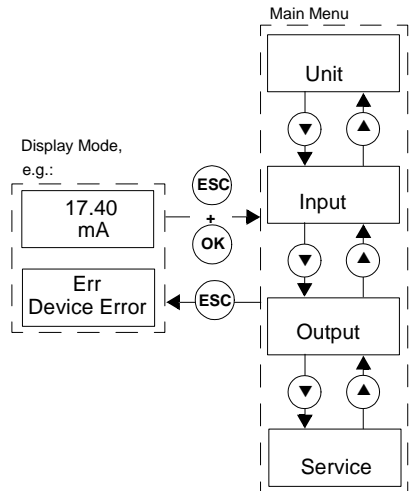 Main Menu
Unit
Display Mode,
e.g.:
ESC
17.40
mA
+
Input
OK
Err
Device Error
ESC
Output
Service